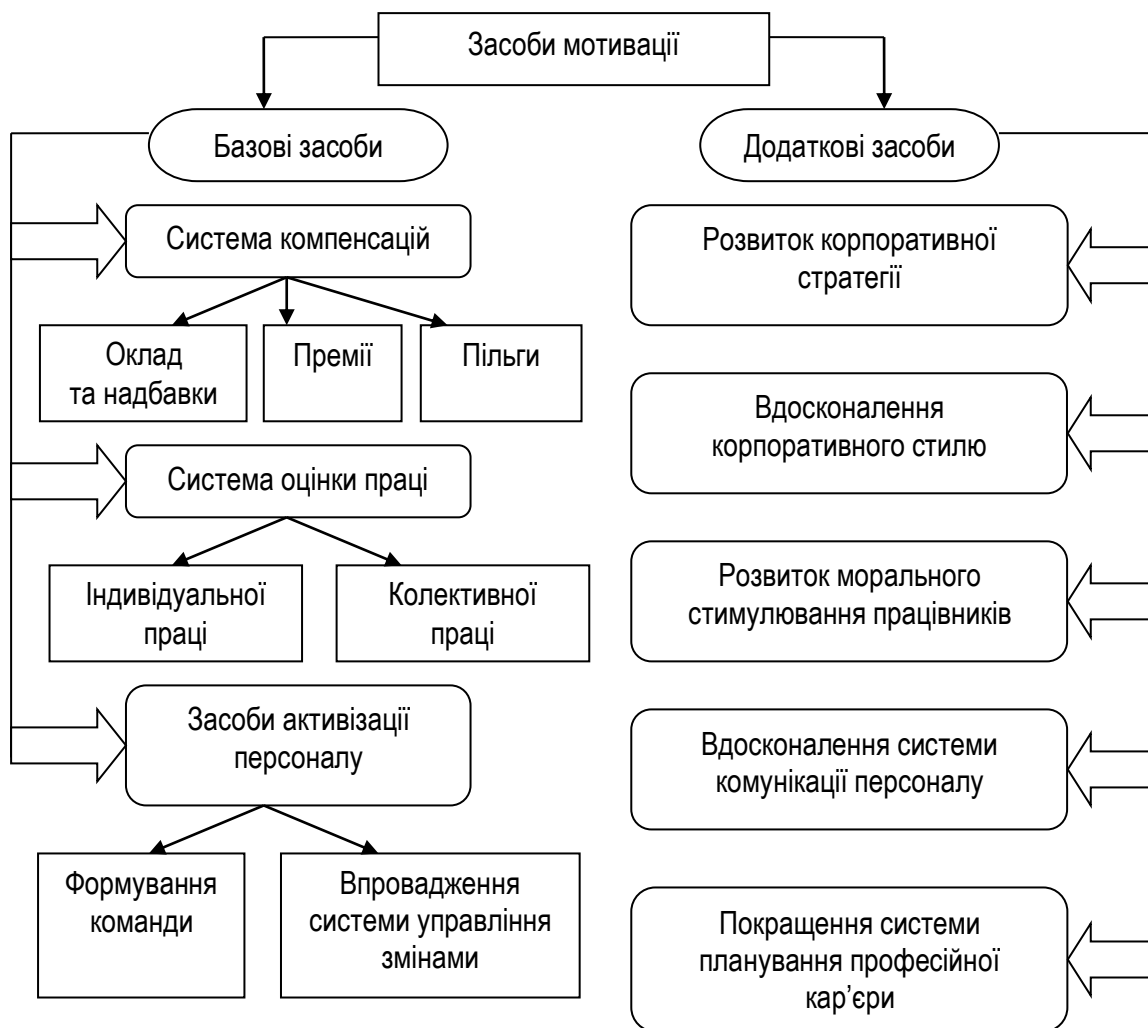 Засоби мотивації
Базові засоби
Додаткові засоби
Система компенсацій
Оклад
та надбавки
Премії
Пільги
Система оцінки праці
Індивідуальної
праці
Колективної
праці
Засоби активізації
персоналу
Формування
команди
Впровадження
системи управління
змінами
Розвиток корпоративної
стратегії
Вдосконалення
корпоративного стилю
Розвиток морального
стимулювання працівників
Вдосконалення системи
комунікації персоналу
Покращення системи
планування професійної
кар’єри